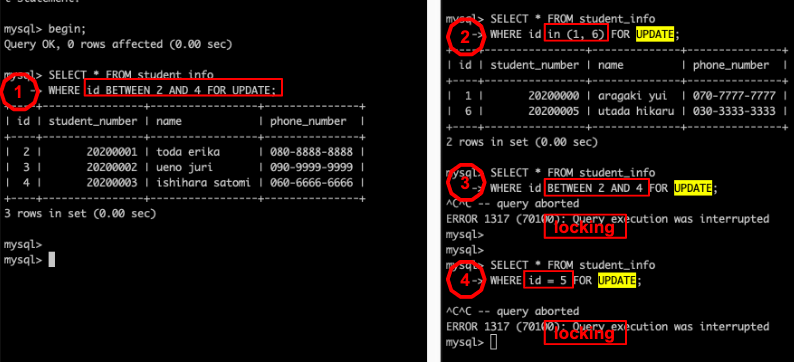 t statement.
mysql> begin;
Query OK, 0 rows affected (0.00 sec)
mysql> SELECT * FROM student_info
1 -> WHERE id BETWEEN 2 AND 4 FOR UPDATE;
+----+----------------+-----------------+---------------+
| id | student_number | name | phone_number |
+----+----------------+-----------------+---------------+
| 2 | 20200001 | toda erika | 080-8888-8888 |
| 3 | 20200002 | ueno juri | 090-9999-9999 |
| 4 | 20200003 | ishihara satomi | 060-6666-6666 |
+----+----------------+-----------------+---------------+
3 rows in set (0.00 sec)
mysql>
mysql>
mysql> SELECT * FROM student_info
2 -> WHERE id in (1, 6) FOR UPDATE;
+----+----------------+--------------+---------------+
| id | student_number | name | phone_number |
+----+----------------+--------------+---------------+
| 1 | 20200000 | aragaki yui | 070-7777-7777 |
| 6 | 20200005 | utada hikaru | 030-3333-3333 |
+----+----------------+--------------+---------------+
2 rows in set (0.00 sec)
mysql> SELECT * FROM student_info
3 -> WHERE id BETWEEN 2 AND 4 FOR UPDATE;
^C^C -- query aborted
ERROR 1317 (70100): Query execution was interrupted
locking
mysql>
mysql>
mysql> SELECT * FROM student_info
4 -> WHERE id = 5 FOR UPDATE;
^C^C -- query aborted
ERROR 1317 (70100): Query execution was interrupted
locking
mysql>